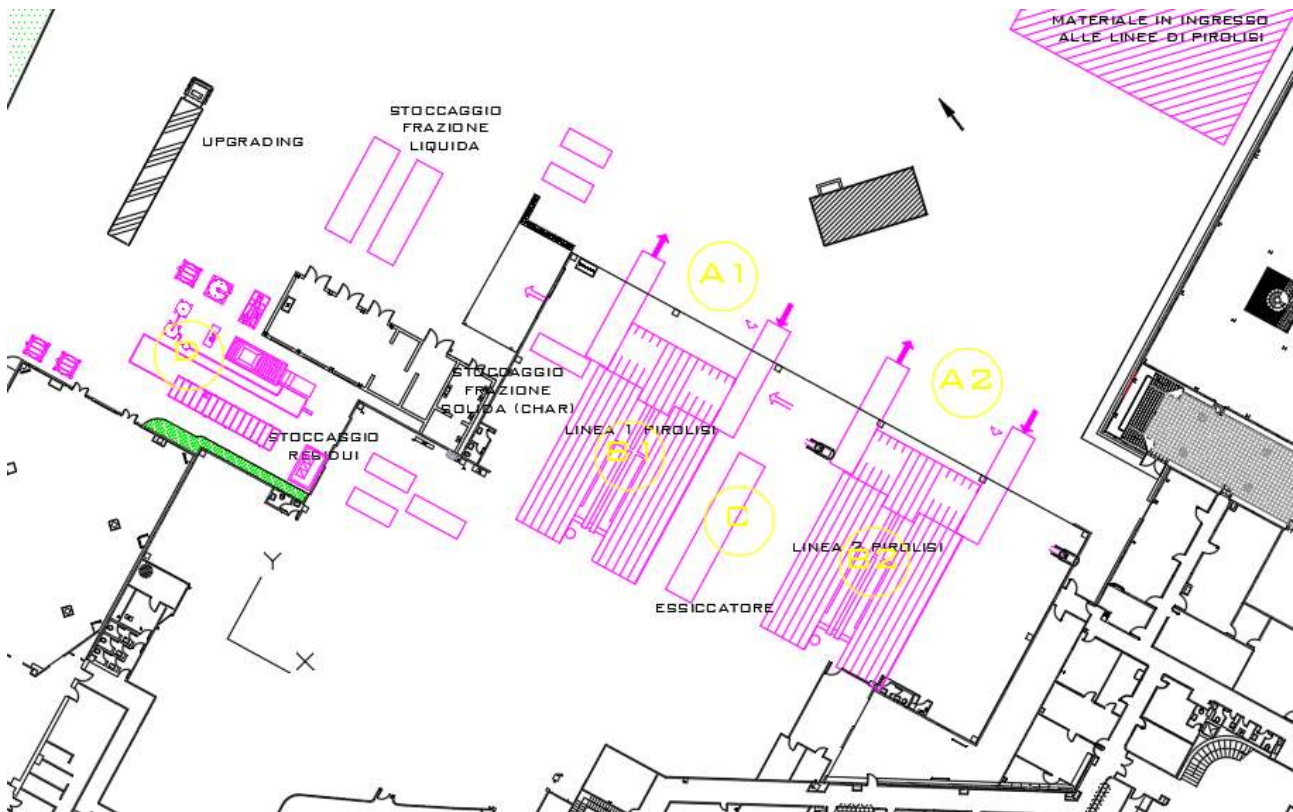 MATERIALE IN INGRESSO
ALLE LINEE DI PIROLISI
STOCCAGGIO
FRAZIONE
LIQUIDA
UPGRADING
A1
A2
D
STOCCAGGIO
FRAZIONE
SOLIDA (CHAR)
STOCCAGGIO
RESIDUI
LINEA 1 PIROLISI
B1
C
LINEA 2 PIROLISI
B2
ESSICCATORE
Y
X